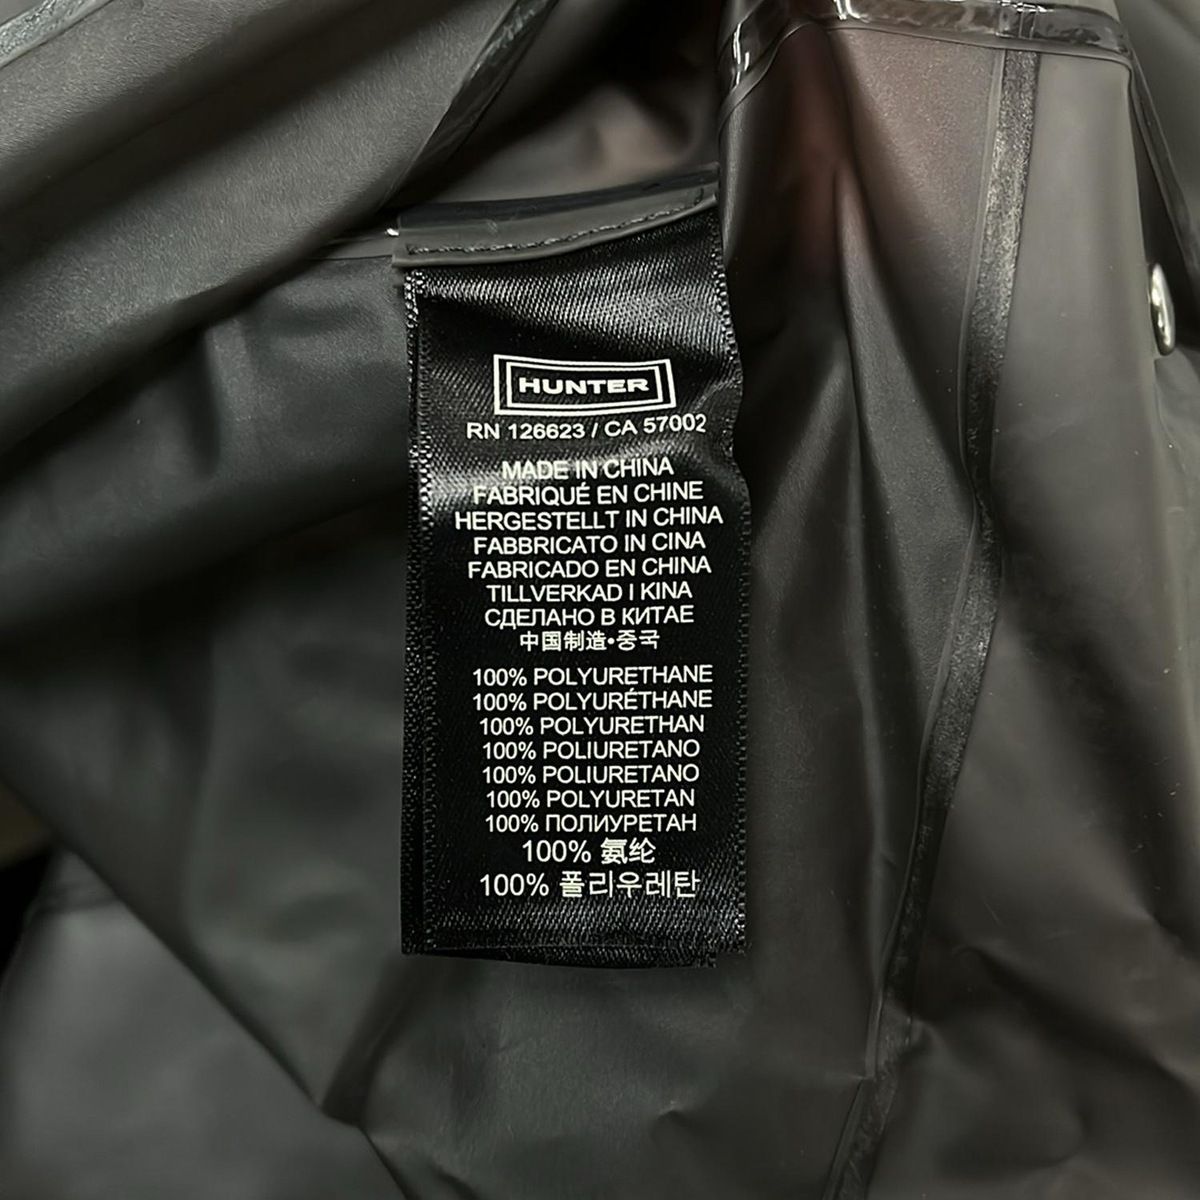 HUNTER
RN 126623 / CA 57002
MADE IN CHINA
FABRIQUÉ EN CHINE
HERGESTELLT IN CHINA
FABBRICATO IN CINA
FABRICADO EN CHINA
TILLVERKAD I KINA
СДЕЛАНО В КИТАЕ
中国制造•중국
100% POLYURETHANE
100% POLYURÉTHANE
100% POLYURETHAN
100% POLIURETANO
100% POLIURETANO
100% POLYURETAN
100% ПОЛИУРЕТАН
100% 氨纶
100% 폴리우레탄